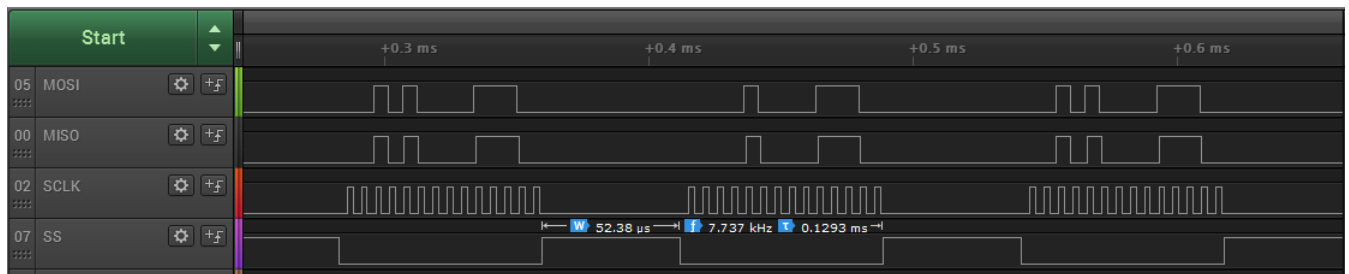 Start
+0.3 ms +0.4 ms +0.5 ms +0.6 ms
05 MOSI
00 MISO
02 SCLK
W 52.38 µs f 7.737 kHz τ 0.1293 ms
07 SS